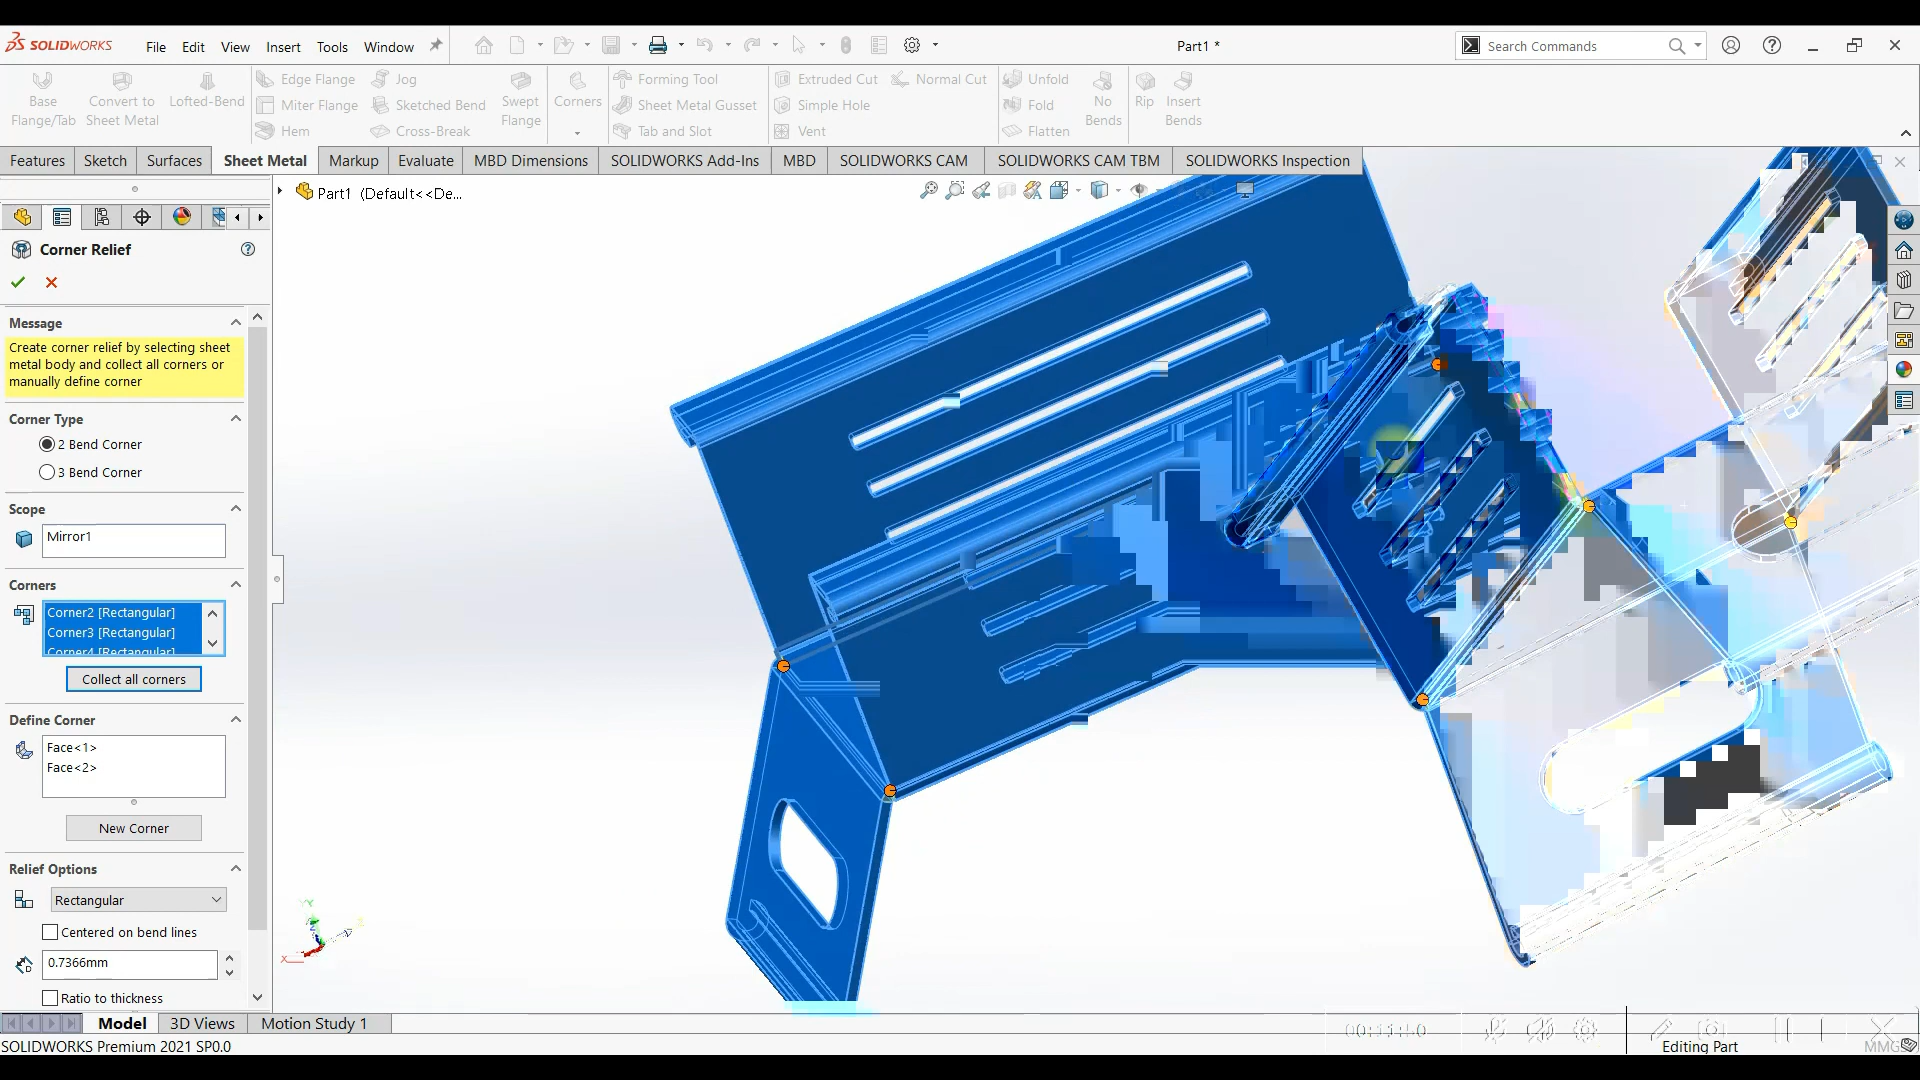 SOLIDWORKS File Edit View Insert Tools Window Part1 * Search Commands
Base Flange/Tab
Convert to Sheet Metal
Lofted-Bend
Edge Flange
Miter Flange
Hem
Jog
Sketched Bend
Cross-Break
Swept Flange
Corners
Forming Tool
Sheet Metal Gusset
Tab and Slot
Extruded Cut
Simple Hole
Vent
Normal Cut
Unfold
Fold
Flatten
No Bends
Rip
Insert Bends
Features Sketch Surfaces Sheet Metal Markup Evaluate MBD Dimensions SOLIDWORKS Add-Ins MBD SOLIDWORKS CAM SOLIDWORKS CAM TBM SOLIDWORKS Inspection
Part1 (Default<<De...
Corner Relief
Message
Create corner relief by selecting sheet
metal body and collect all corners or
manually define corner
Corner Type
2 Bend Corner
3 Bend Corner
Scope
Mirror1
Corners
Corner2 [Rectangular]
Corner3 [Rectangular]
Corner4 [Rectangular]
Collect all corners
Define Corner
Face<1>
Face<2>
New Corner
Relief Options
Rectangular
Centered on bend lines
0.7366mm
Ratio to thickness
Model 3D Views Motion Study 1
SOLIDWORKS Premium 2021 SP0.0
Editing Part